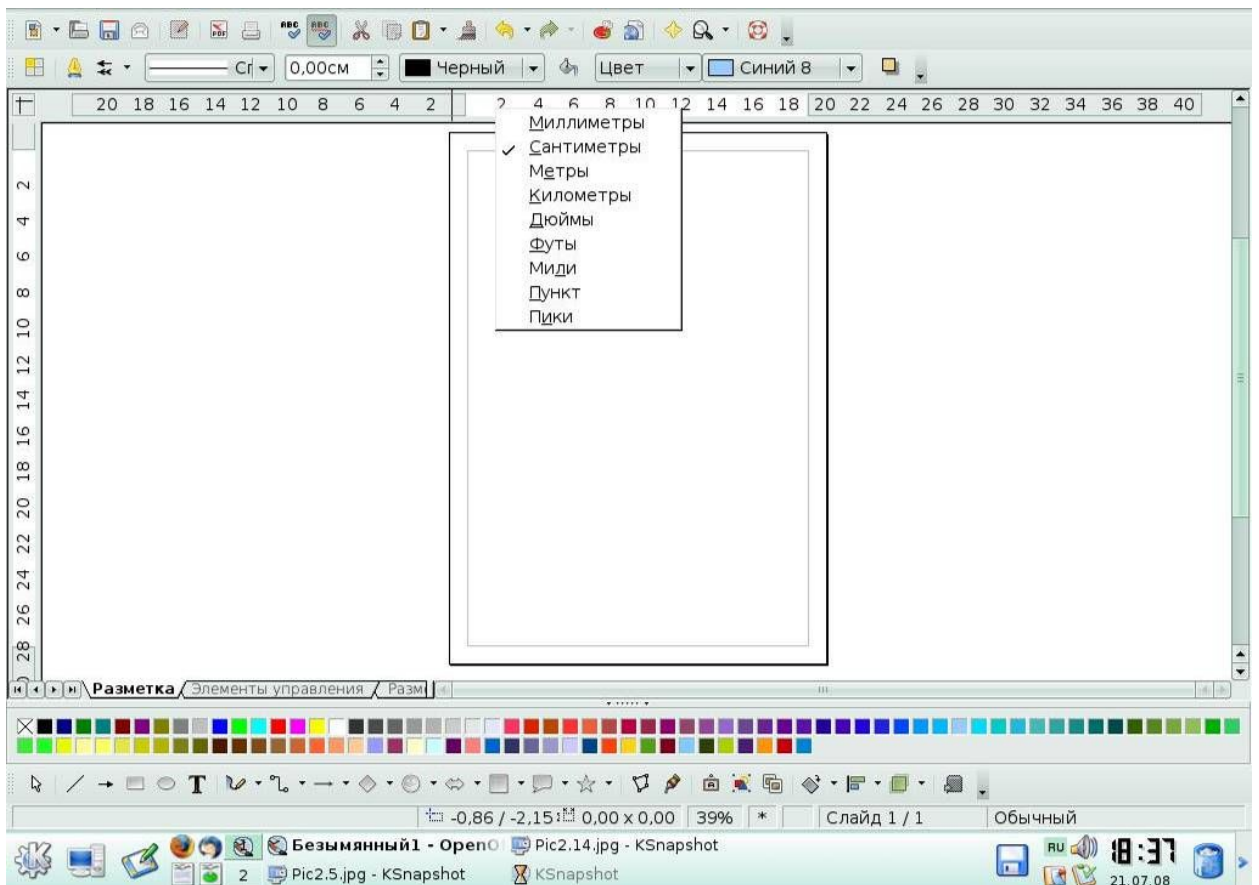 ABC ABC
PDF
0,00см Черный Цвет Синий 8
20 18 16 14 12 10 8 6 4 2 2 4 6 8 10 12 14 16 18 20 22 24 26 28 30 32 34 36 38 40
Миллиметры
Сантиметры
Метры
Километры
Дюймы
Футы
Мили
Пункт
Пики
2
4
6
8
10
12
14
16
18
20
22
24
26
28
Разметка Элементы управления Разм
T
-0,86 / -2,15 0,00 x 0,00 39% * Слайд 1 / 1 Обычный
Безымянный1 - OpenO Pic2.14.jpg - KSnapshot RU 18:37
2 Pic2.5.jpg - KSnapshot KSnapshot 21.07.08